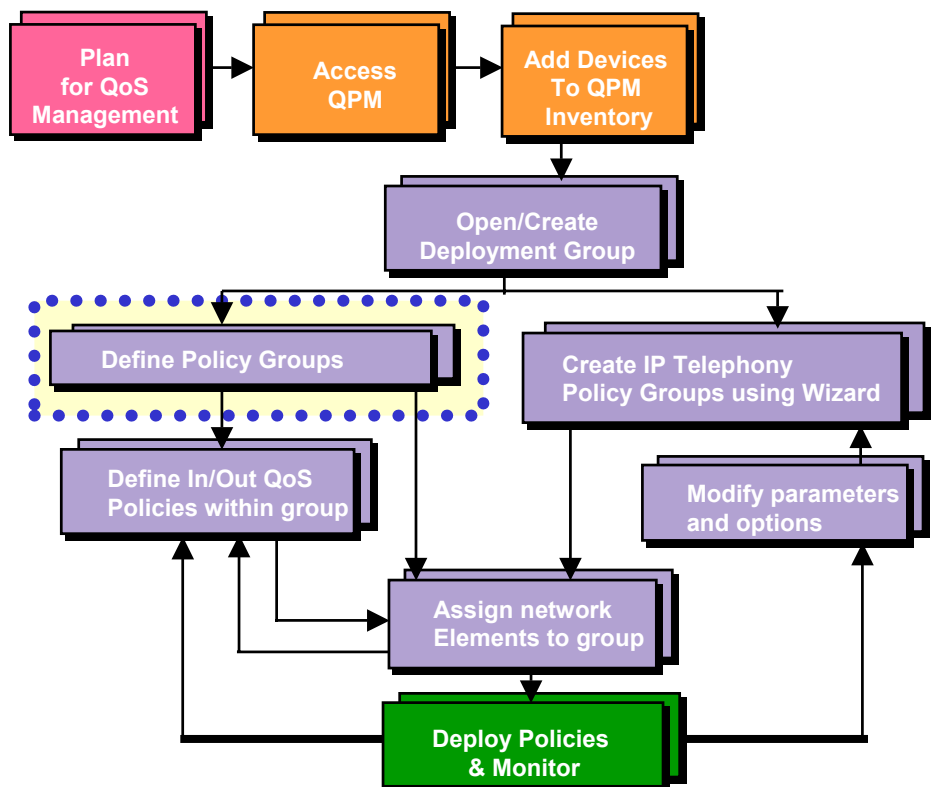 Plan
for QoS
Management
Access
QPM
Add Devices
To QPM
Inventory
Open/Create
Deployment Group
Define Policy Groups
Create IP Telephony
Policy Groups using Wizard
Define In/Out QoS
Policies within group
Modify parameters
and options
Assign network
Elements to group
Deploy Policies
& Monitor